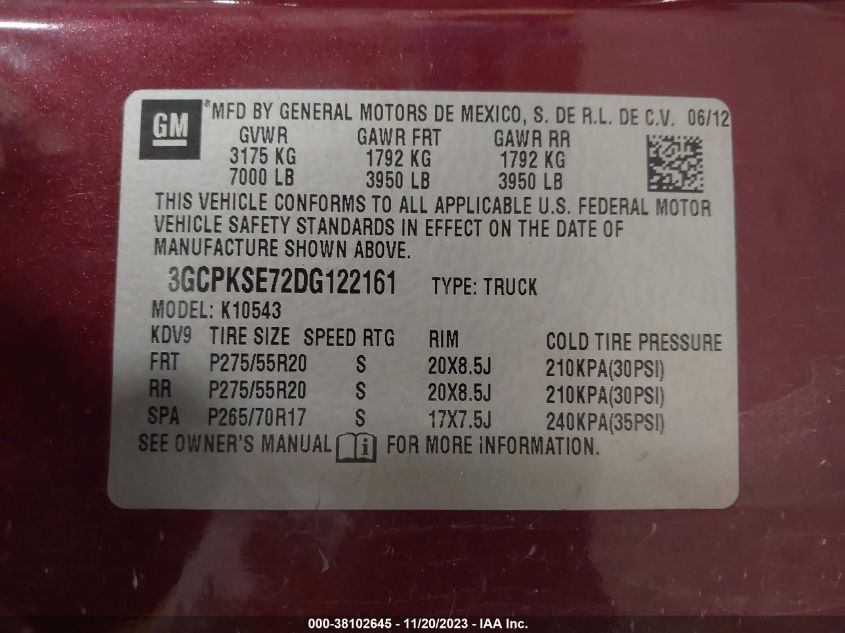 GM
®MFD BY GENERAL MOTORS DE MEXICO, S. DE R.L. DE C.V. 06/12
GVWR GAWR FRT GAWR RR
3175 KG 1792 KG 1792 KG
7000 LB 3950 LB 3950 LB
THIS VEHICLE CONFORMS TO ALL APPLICABLE U.S. FEDERAL MOTOR
VEHICLE SAFETY STANDARDS IN EFFECT ON THE DATE OF
MANUFACTURE SHOWN ABOVE.
3GCPKSE72DG122161 TYPE: TRUCK
MODEL: K10543
KDV9 TIRE SIZE SPEED RTG RIM COLD TIRE PRESSURE
FRT P275/55R20 S 20X8.5J 210KPA(30PSI)
RR P275/55R20 S 20X8.5J 210KPA(30PSI)
SPA P265/70R17 S 17X7.5J 240KPA(35PSI)
SEE OWNER'S MANUAL i FOR MORE INFORMATION.
000-38102645 - 11/20/2023 - IAA Inc.